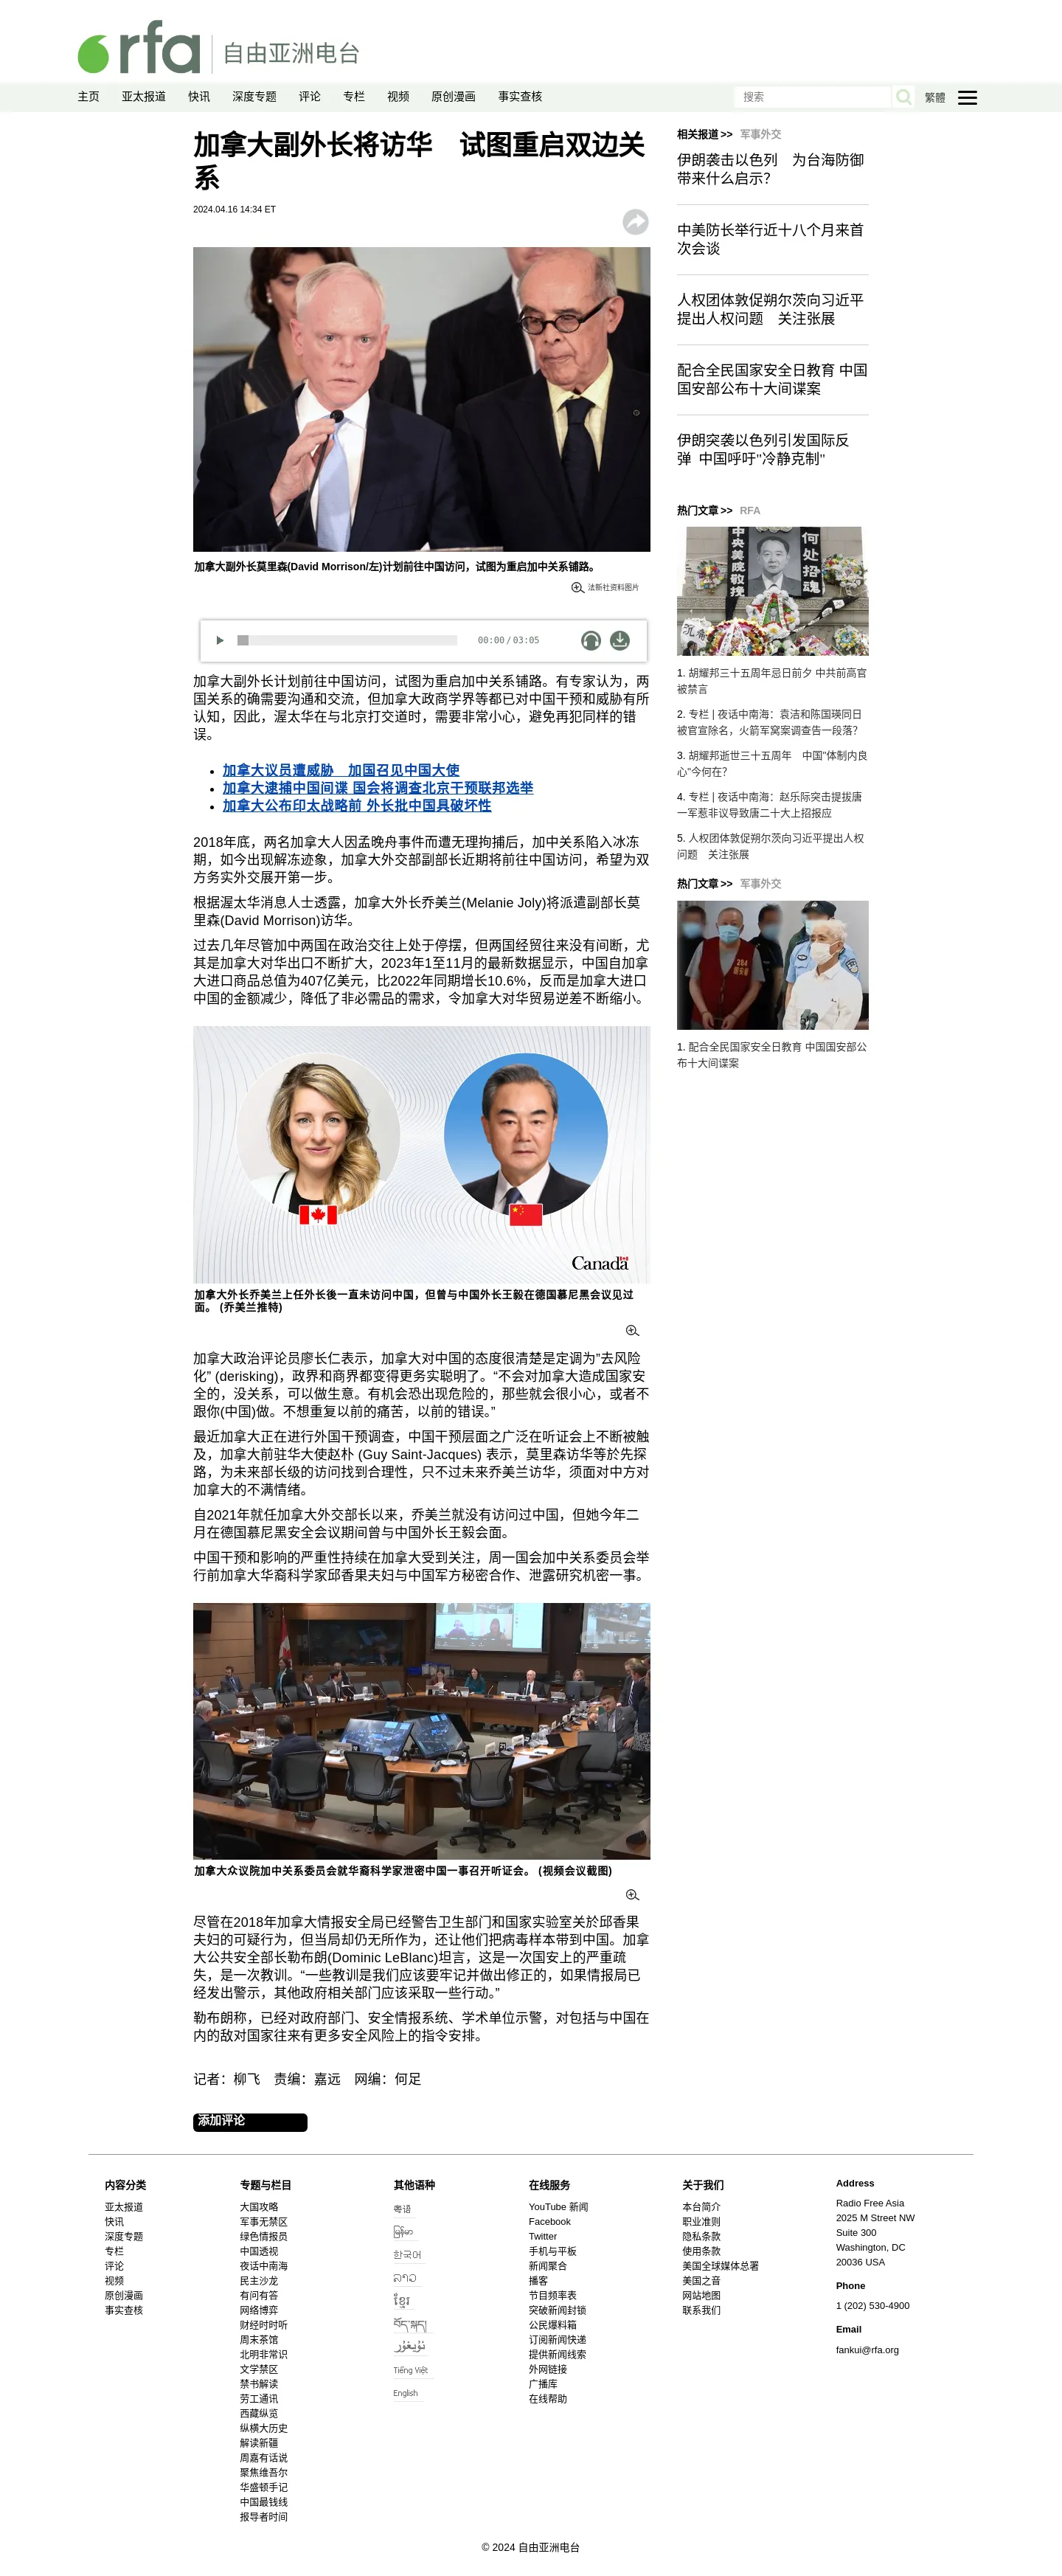 rfa 自由亚洲电台
主页 亚太报道 快讯 深度专题 评论 专栏 视频 原创漫画 事实查核 搜索 繁體
加拿大副外长将访华 试图重启双边关
系
2024.04.16 14:34 ET
加拿大副外长莫里森(David Morrison/左)计划前往中国访问，试图为重启加中关系铺路。
法新社资料图片
00:00 / 03:05
加拿大副外长计划前往中国访问，试图为重启加中关系铺路。有专家认为，两
国关系的确需要沟通和交流，但加拿大政商学界等都已对中国干预和威胁有所
认知，因此，渥太华在与北京打交道时，需要非常小心，避免再犯同样的错
误。
加拿大议员遭威胁 加国召见中国大使
加拿大逮捕中国间谍 国会将调查北京干预联邦选举
加拿大公布印太战略前 外长批中国具破坏性
2018年底，两名加拿大人因孟晚舟事件而遭无理拘捕后，加中关系陷入冰冻
期，如今出现解冻迹象，加拿大外交部副部长近期将前往中国访问，希望为双
方务实外交展开第一步。
根据渥太华消息人士透露，加拿大外长乔美兰(Melanie Joly)将派遣副部长莫
里森(David Morrison)访华。
过去几年尽管加中两国在政治交往上处于停摆，但两国经贸往来没有间断，尤
其是加拿大对华出口不断扩大，2023年1至11月的最新数据显示，中国自加拿
大进口商品总值为407亿美元，比2022年同期增长10.6%，反而是加拿大进口
中国的金额减少，降低了非必需品的需求，令加拿大对华贸易逆差不断缩小。
Canada
加拿大外长乔美兰上任外长後一直未访问中国，但曾与中国外长王毅在德国慕尼黑会议见过
面。 (乔美兰推特)
加拿大政治评论员廖长仁表示，加拿大对中国的态度很清楚是定调为”去风险
化” (derisking)，政界和商界都变得更务实聪明了。“不会对加拿大造成国家安
全的，没关系，可以做生意。有机会恐出现危险的，那些就会很小心，或者不
跟你(中国)做。不想重复以前的痛苦，以前的错误。”
最近加拿大正在进行外国干预调查，中国干预层面之广泛在听证会上不断被触
及，加拿大前驻华大使赵朴 (Guy Saint-Jacques) 表示，莫里森访华等於先探
路，为未来部长级的访问找到合理性，只不过未来乔美兰访华，须面对中方对
加拿大的不满情绪。
自2021年就任加拿大外交部长以来，乔美兰就没有访问过中国，但她今年二
月在德国慕尼黑安全会议期间曾与中国外长王毅会面。
中国干预和影响的严重性持续在加拿大受到关注，周一国会加中关系委员会举
行前加拿大华裔科学家邱香果夫妇与中国军方秘密合作、泄露研究机密一事。
加拿大众议院加中关系委员会就华裔科学家泄密中国一事召开听证会。 (视频会议截图)
尽管在2018年加拿大情报安全局已经警告卫生部门和国家实验室关於邱香果
夫妇的可疑行为，但当局却仍无所作为，还让他们把病毒样本带到中国。加拿
大公共安全部长勒布朗(Dominic LeBlanc)坦言，这是一次国安上的严重疏
失，是一次教训。“一些教训是我们应该要牢记并做出修正的，如果情报局已
经发出警示，其他政府相关部门应该采取一些行动。”
勒布朗称，已经对政府部门、安全情报系统、学术单位示警，对包括与中国在
内的敌对国家往来有更多安全风险上的指令安排。
记者：柳飞 责编：嘉远 网编：何足
添加评论
相关报道 >> 军事外交
伊朗袭击以色列 为台海防御
带来什么启示？
中美防长举行近十八个月来首
次会谈
人权团体敦促朔尔茨向习近平
提出人权问题 关注张展
配合全民国家安全日教育 中国
国安部公布十大间谍案
伊朗突袭以色列引发国际反
弹 中国呼吁"冷静克制"
热门文章 >> RFA
中央美院敬挽
何处招魂
1. 胡耀邦三十五周年忌日前夕 中共前高官
被禁言
2. 专栏 | 夜话中南海：袁洁和陈国瑛同日
被官宣除名，火箭军窝案调查告一段落？
3. 胡耀邦逝世三十五周年 中国"体制内良
心"今何在？
4. 专栏 | 夜话中南海：赵乐际突击提拔唐
一军惹非议导致唐二十大上招报应
5. 人权团体敦促朔尔茨向习近平提出人权
问题 关注张展
热门文章 >> 军事外交
284
1. 配合全民国家安全日教育 中国国安部公
布十大间谍案
内容分类
亚太报道
快讯
深度专题
专栏
评论
视频
原创漫画
事实查核
专题与栏目
大国攻略
军事无禁区
绿色情报员
中国透视
夜话中南海
民主沙龙
有问有答
网络博弈
财经时时听
周末茶馆
北明非常识
文学禁区
禁书解读
劳工通讯
西藏纵览
纵横大历史
解读新疆
周嘉有话说
聚焦维吾尔
华盛顿手记
中国最钱线
报导者时间
其他语种
粤语
မြန်မာ
한국어
ລາວ
ខ្មែរ
བོད་སྐད།
ئۇيغۇر
Tiếng Việt
English
在线服务
YouTube 新闻
Facebook
Twitter
手机与平板
新闻聚合
播客
节目频率表
突破新闻封锁
公民爆料箱
订阅新闻快递
提供新闻线索
外网链接
广播库
在线帮助
关于我们
本台简介
职业准则
隐私条款
使用条款
美国全球媒体总署
美国之音
网站地图
联系我们
Address
Radio Free Asia
2025 M Street NW
Suite 300
Washington, DC
20036 USA
Phone
1 (202) 530-4900
Email
fankui@rfa.org
© 2024 自由亚洲电台